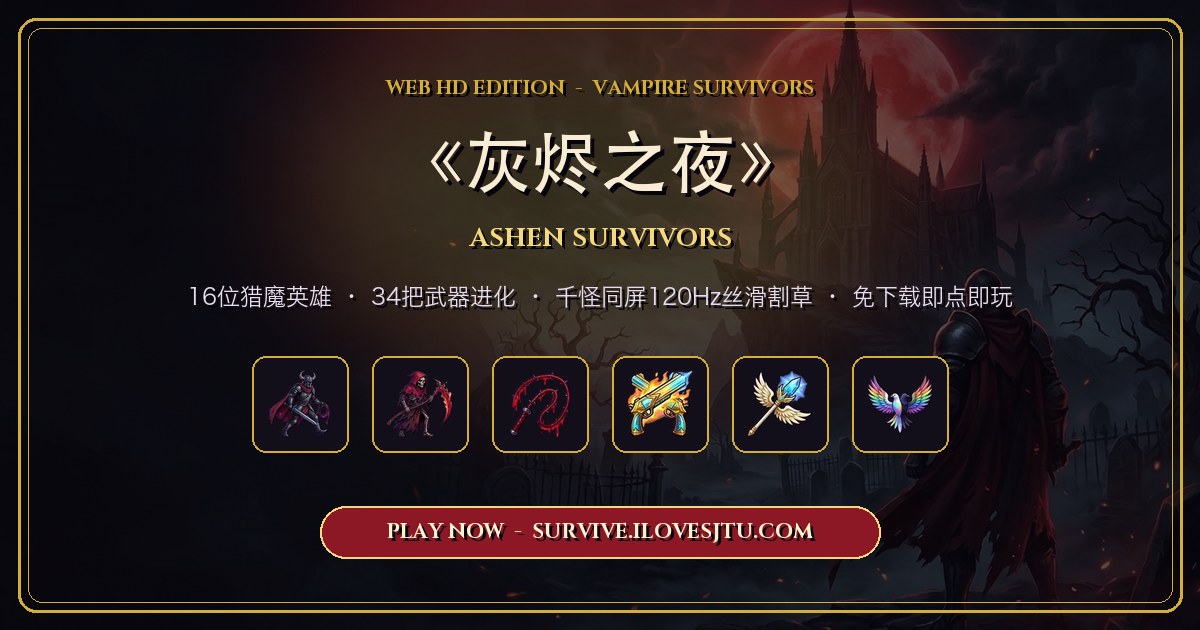 WEB HD EDITION - VAMPIRE SURVIVORS
《灰烬之夜》
ASHEN SURVIVORS
16位猎魔英雄 · 34把武器进化 · 千怪同屏120Hz丝滑割草 · 免下载即点即玩
PLAY NOW - SURVIVE.ILOVESJTU.COM